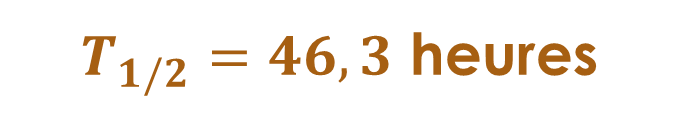 T1/2 = 46,3 heures